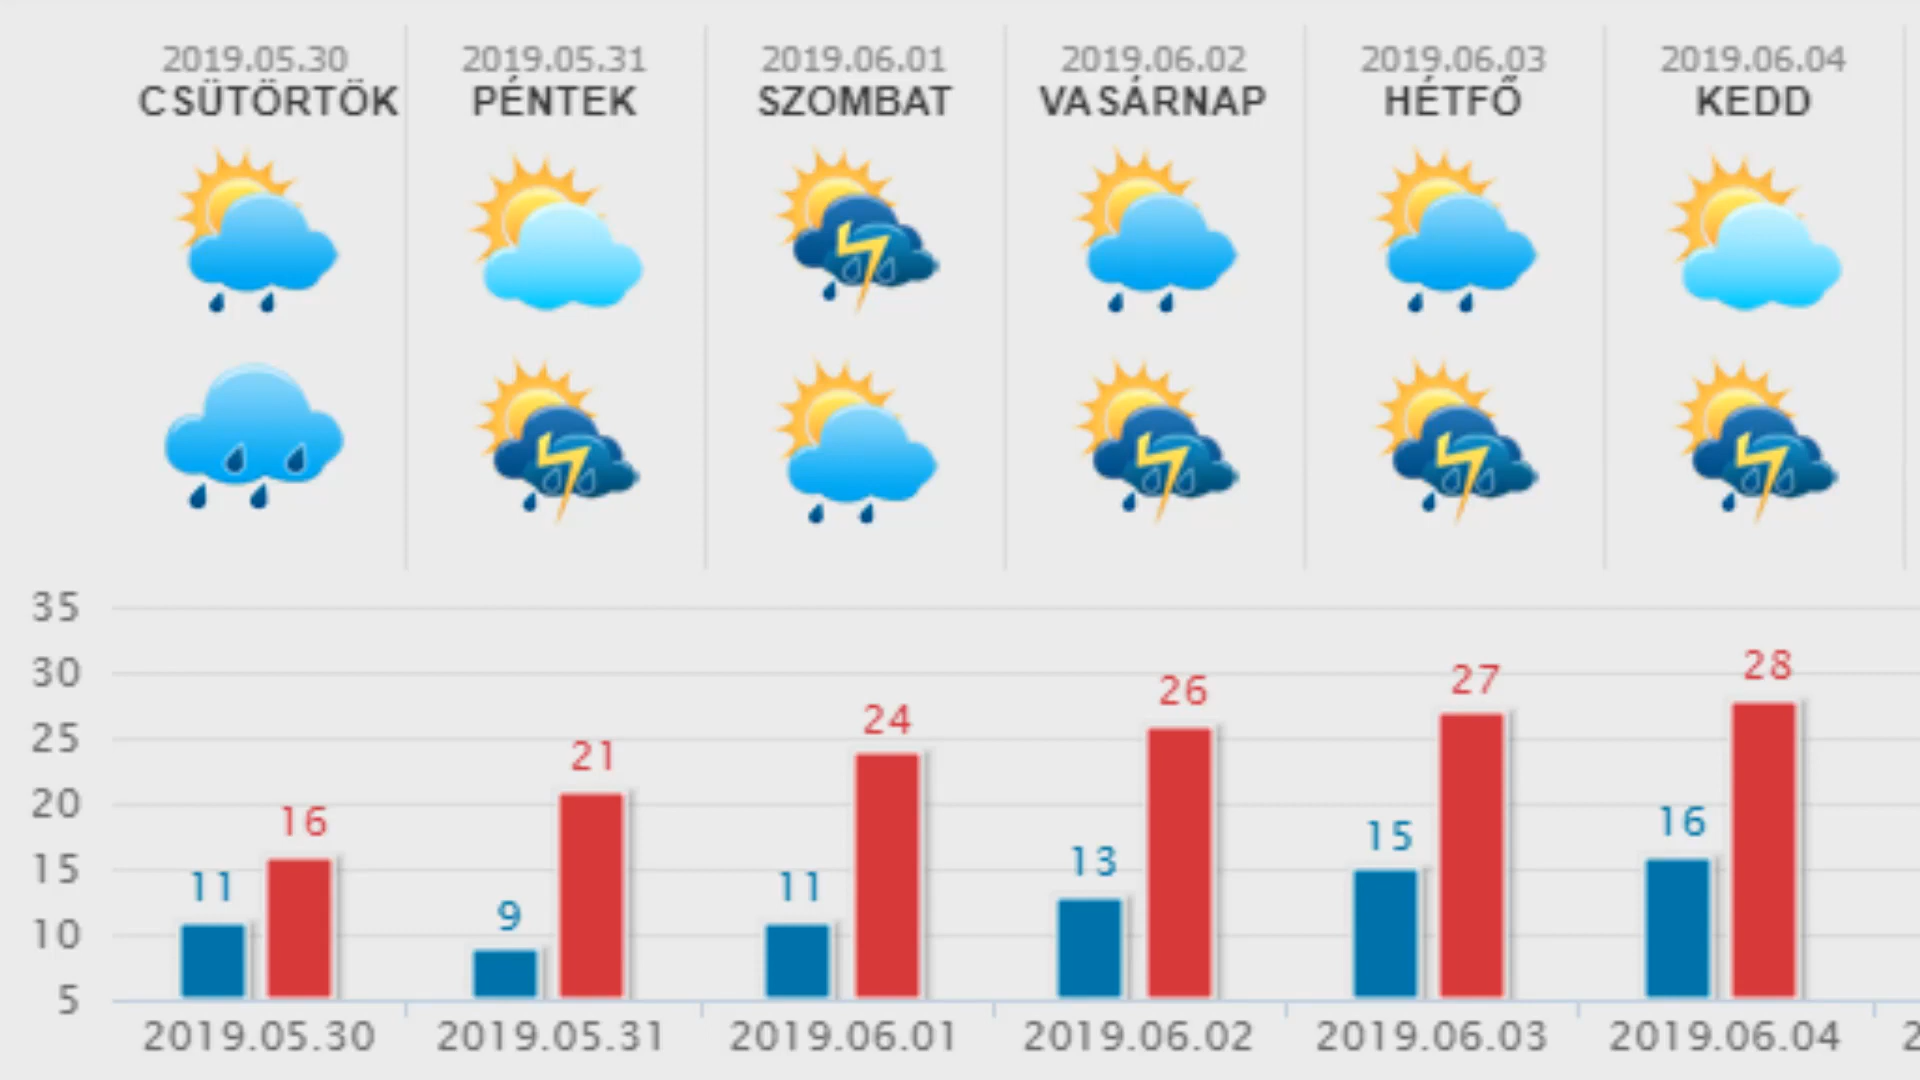 2019.05.30 2019.05.31 2019.06.01 2019.06.02 2019.06.03 2019.06.04
CSÜTÖRTÖK PÉNTEK SZOMBAT VASÁRNAP HÉTFŐ KEDD
35
30
25
20
15
10
5
11 16 9 21 11 24 13 26 15 27 16 28
2019.05.30 2019.05.31 2019.06.01 2019.06.02 2019.06.03 2019.06.04 2